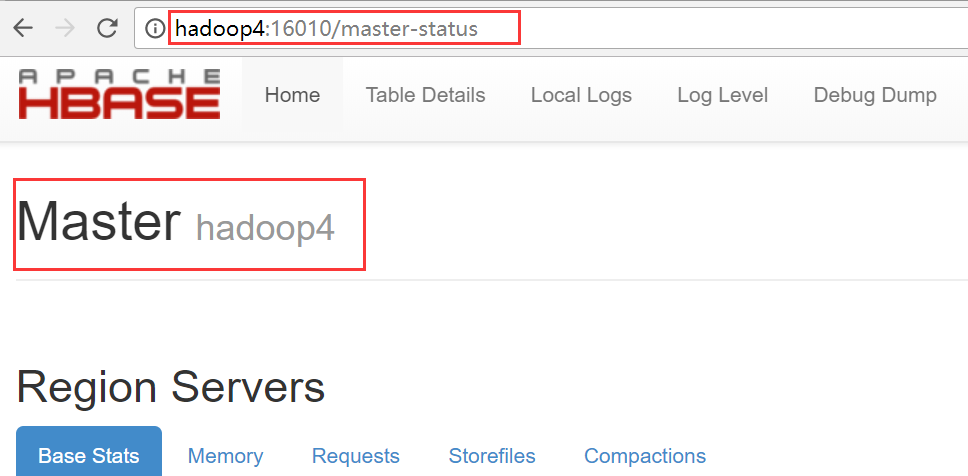 hadoop4:16010/master-status
APACHE
HBASE
Home Table Details Local Logs Log Level Debug Dump
Master hadoop4
Region Servers
Base Stats Memory Requests Storefiles Compactions